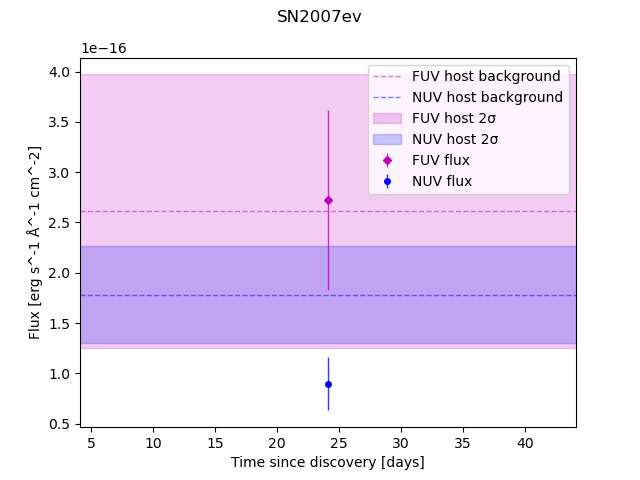 SN2007ev
1e−16
FUV host background
NUV host background
FUV host 2σ
NUV host 2σ
FUV flux
NUV flux
4.0
3.5
3.0
2.5
2.0
1.5
1.0
0.5
Flux [erg s^-1 Å^-1 cm^-2]
5 10 15 20 25 30 35 40
Time since discovery [days]